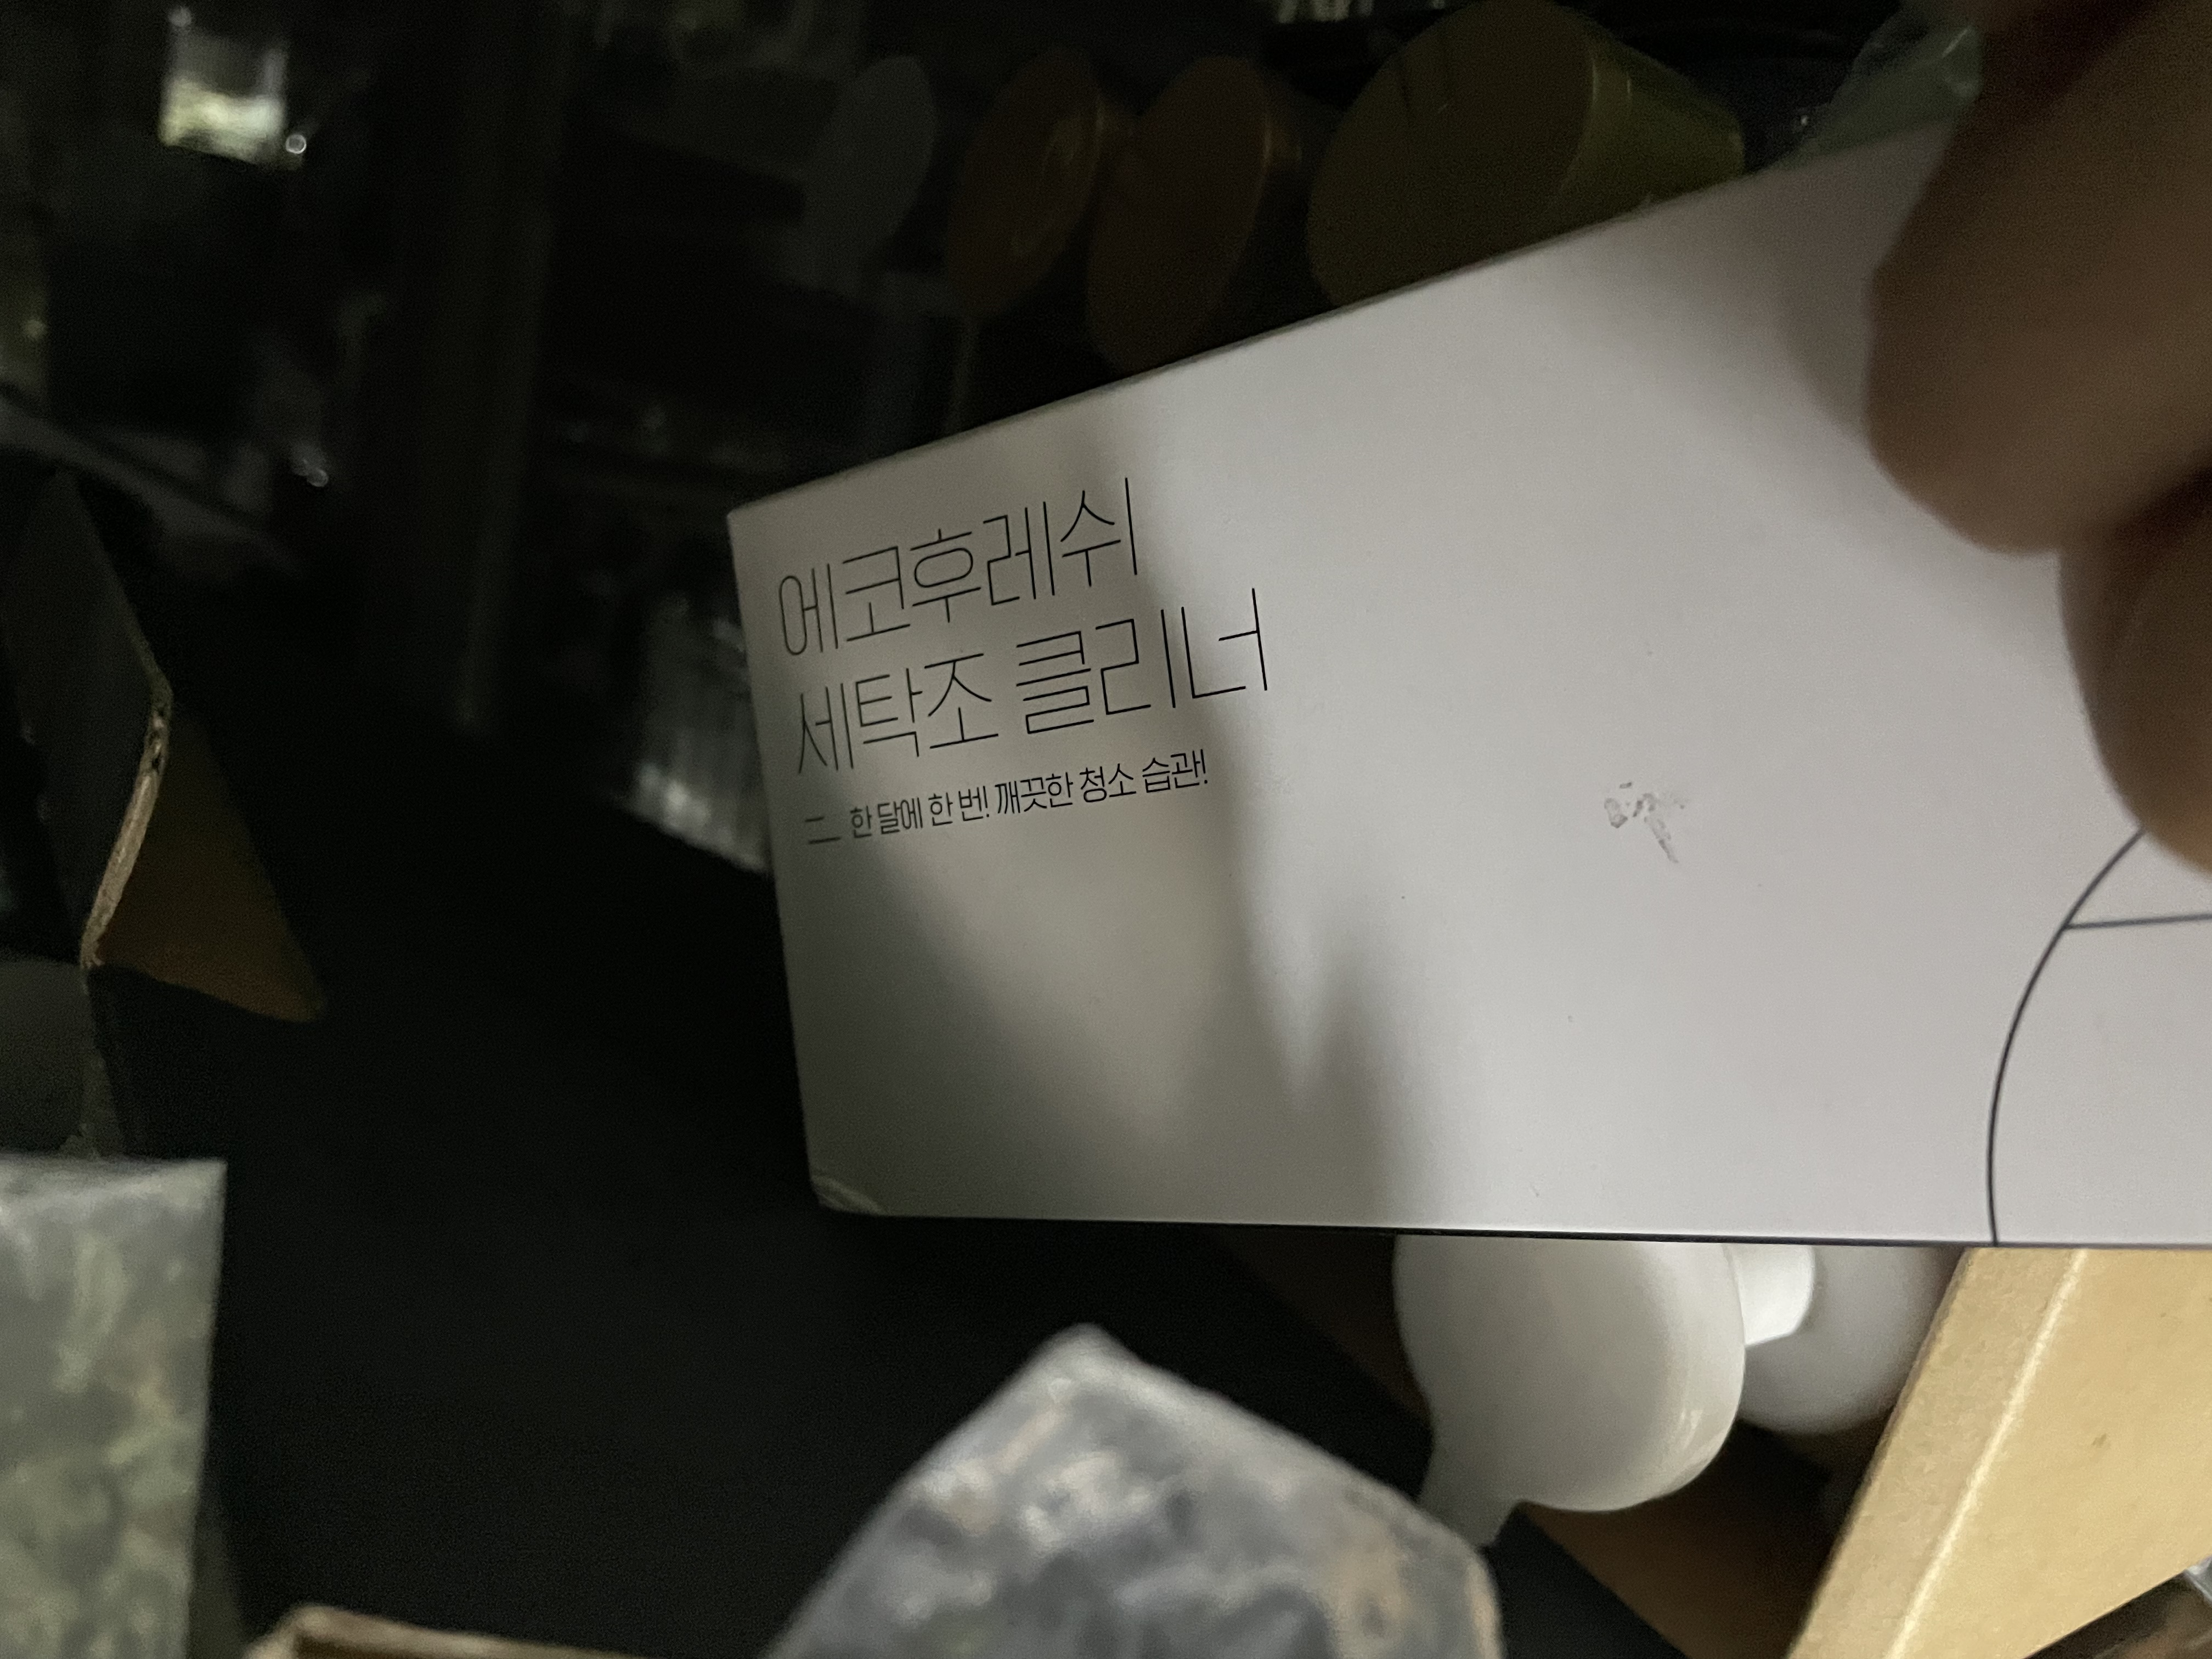 에코후레쉬
세탁조 클리너
한 달에 한 번! 깨끗한 청소 습관!